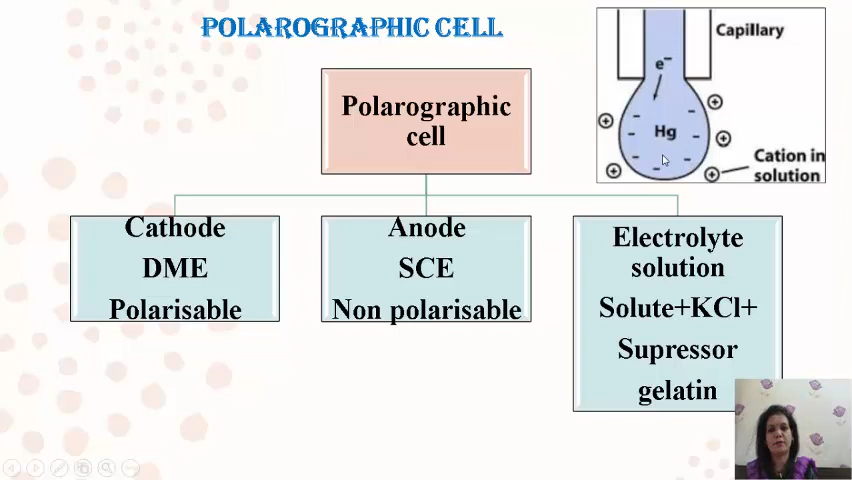 POLAROGRAPHIC CELL
Capillary
e⁻
Hg
Cation in
solution
Polarographic
cell
Cathode
DME
Polarisable
Anode
SCE
Non polarisable
Electrolyte
solution
Solute+KCl+
Supressor
gelatin